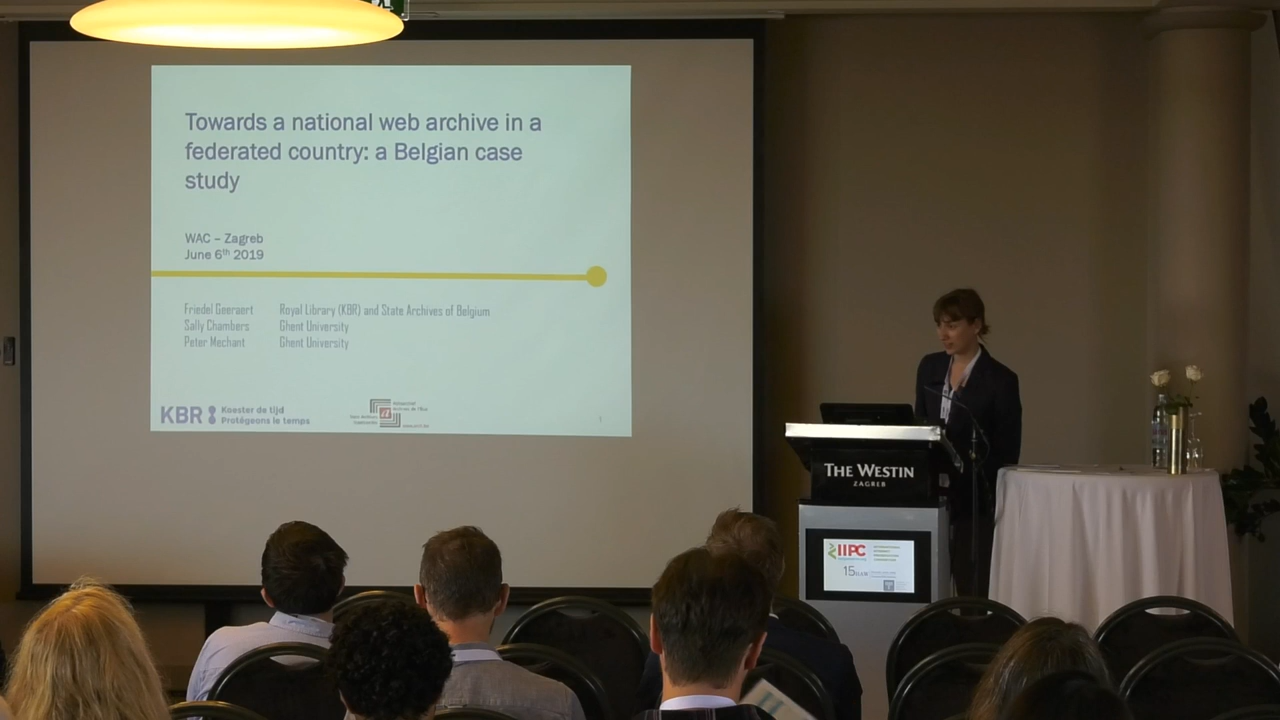 Towards a national web archive in a
federated country: a Belgian case
study
WAC – Zagreb
June 6th 2019
Friedel Geeraert Royal Library (KBR) and State Archives of Belgium
Sally Chambers Ghent University
Peter Mechant Ghent University
KBR Koester de tijd
Protégeons le temps
1
THE WESTIN
ZAGREB
IIPC
15